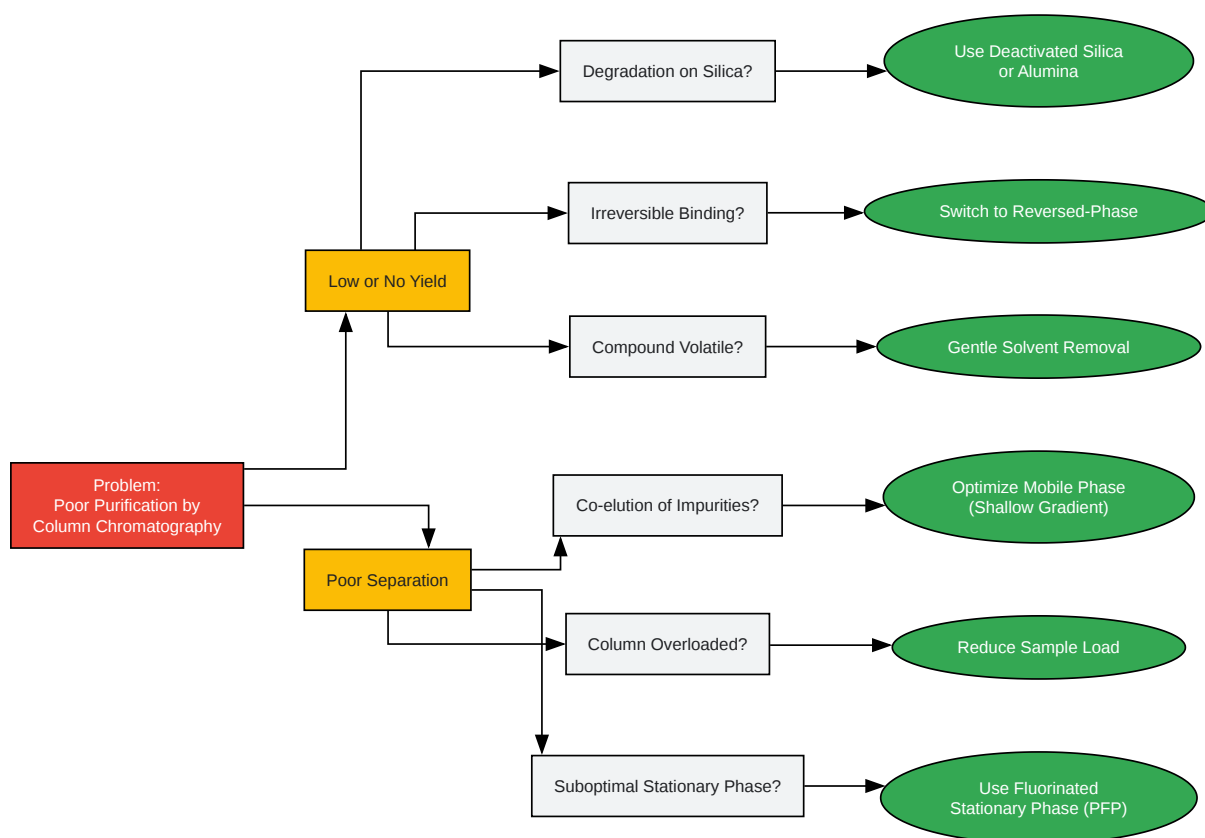 Problem:
Poor Purification by
Column Chromatography
Low or No Yield
Degradation on Silica?
Use Deactivated Silica
or Alumina
Irreversible Binding?
Switch to Reversed-Phase
Compound Volatile?
Gentle Solvent Removal
Poor Separation
Co-elution of Impurities?
Optimize Mobile Phase
(Shallow Gradient)
Column Overloaded?
Reduce Sample Load
Suboptimal Stationary Phase?
Use Fluorinated
Stationary Phase (PFP)